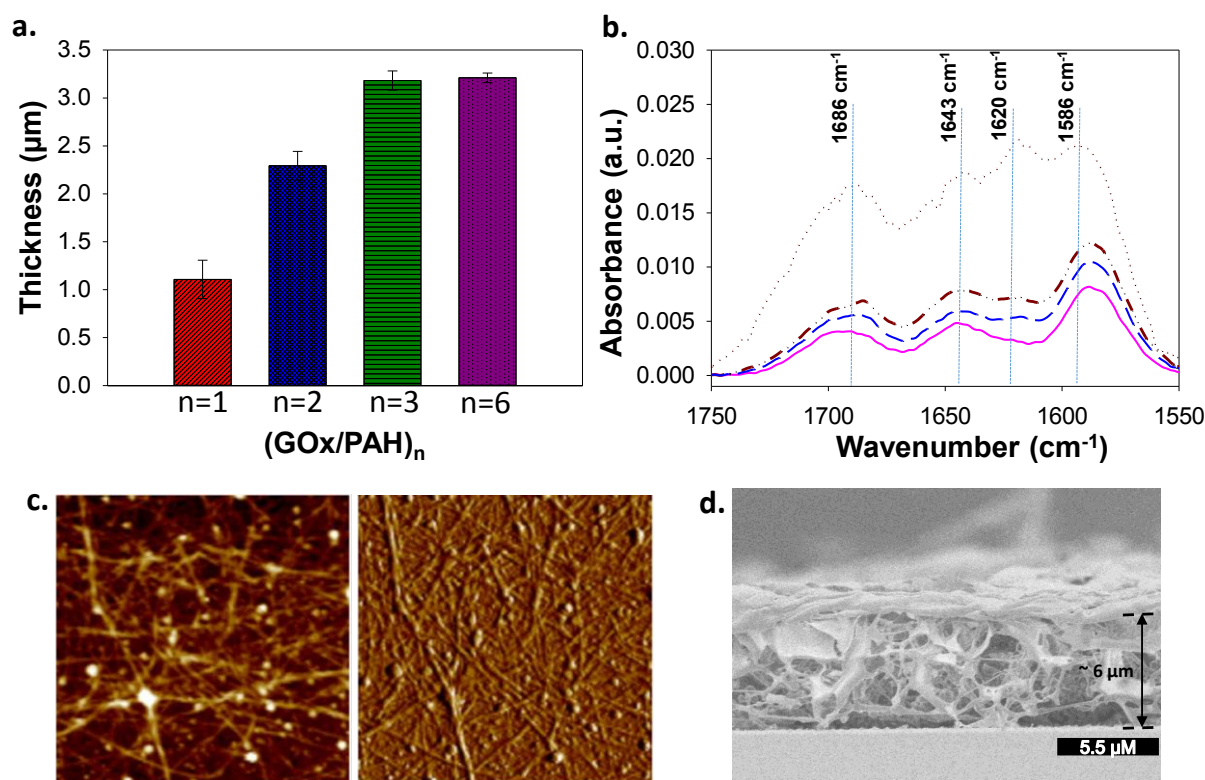 a.
3.5
3.0
2.5
2.0
1.5
1.0
0.5
0.0
Thickness (µm)
n=1 n=2 n=3 n=6
(GOx/PAH)n
b.
0.030
0.025
0.020
0.015
0.010
0.005
0.000
Absorbance (a.u.)
1686 cm-1
1643 cm-1
1620 cm-1
1586 cm-1
1750 1700 1650 1600 1550
Wavenumber (cm-1)
c.
d.
~ 6 µm
5.5 µM